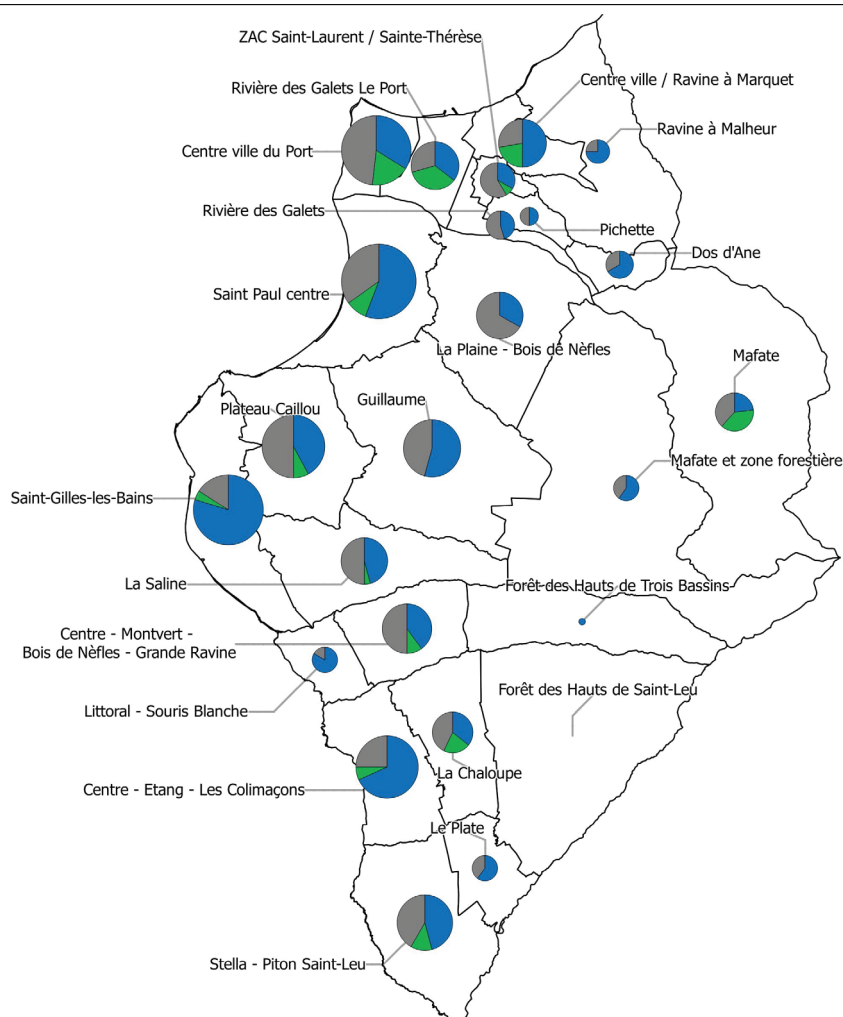 ZAC Saint-Laurent / Sainte-Thérèse
Centre ville / Ravine à Marquet
Rivière des Galets Le Port
Ravine à Malheur
Centre ville du Port
Rivière des Galets
Pichette
Dos d'Ane
Saint Paul centre
La Plaine - Bois de Nèfles
Mafate
Guillaume
Plateau Caillou
Mafate et zone forestière
Saint-Gilles-les-Bains
La Saline
Forêt des Hauts de Trois Bassins
Centre - Montvert -
Bois de Nèfles - Grande Ravine
Forêt des Hauts de Saint-Leu
Littoral - Souris Blanche
La Chaloupe
Centre - Etang - Les Colimaçons
Le Plate
Stella - Piton Saint-Leu